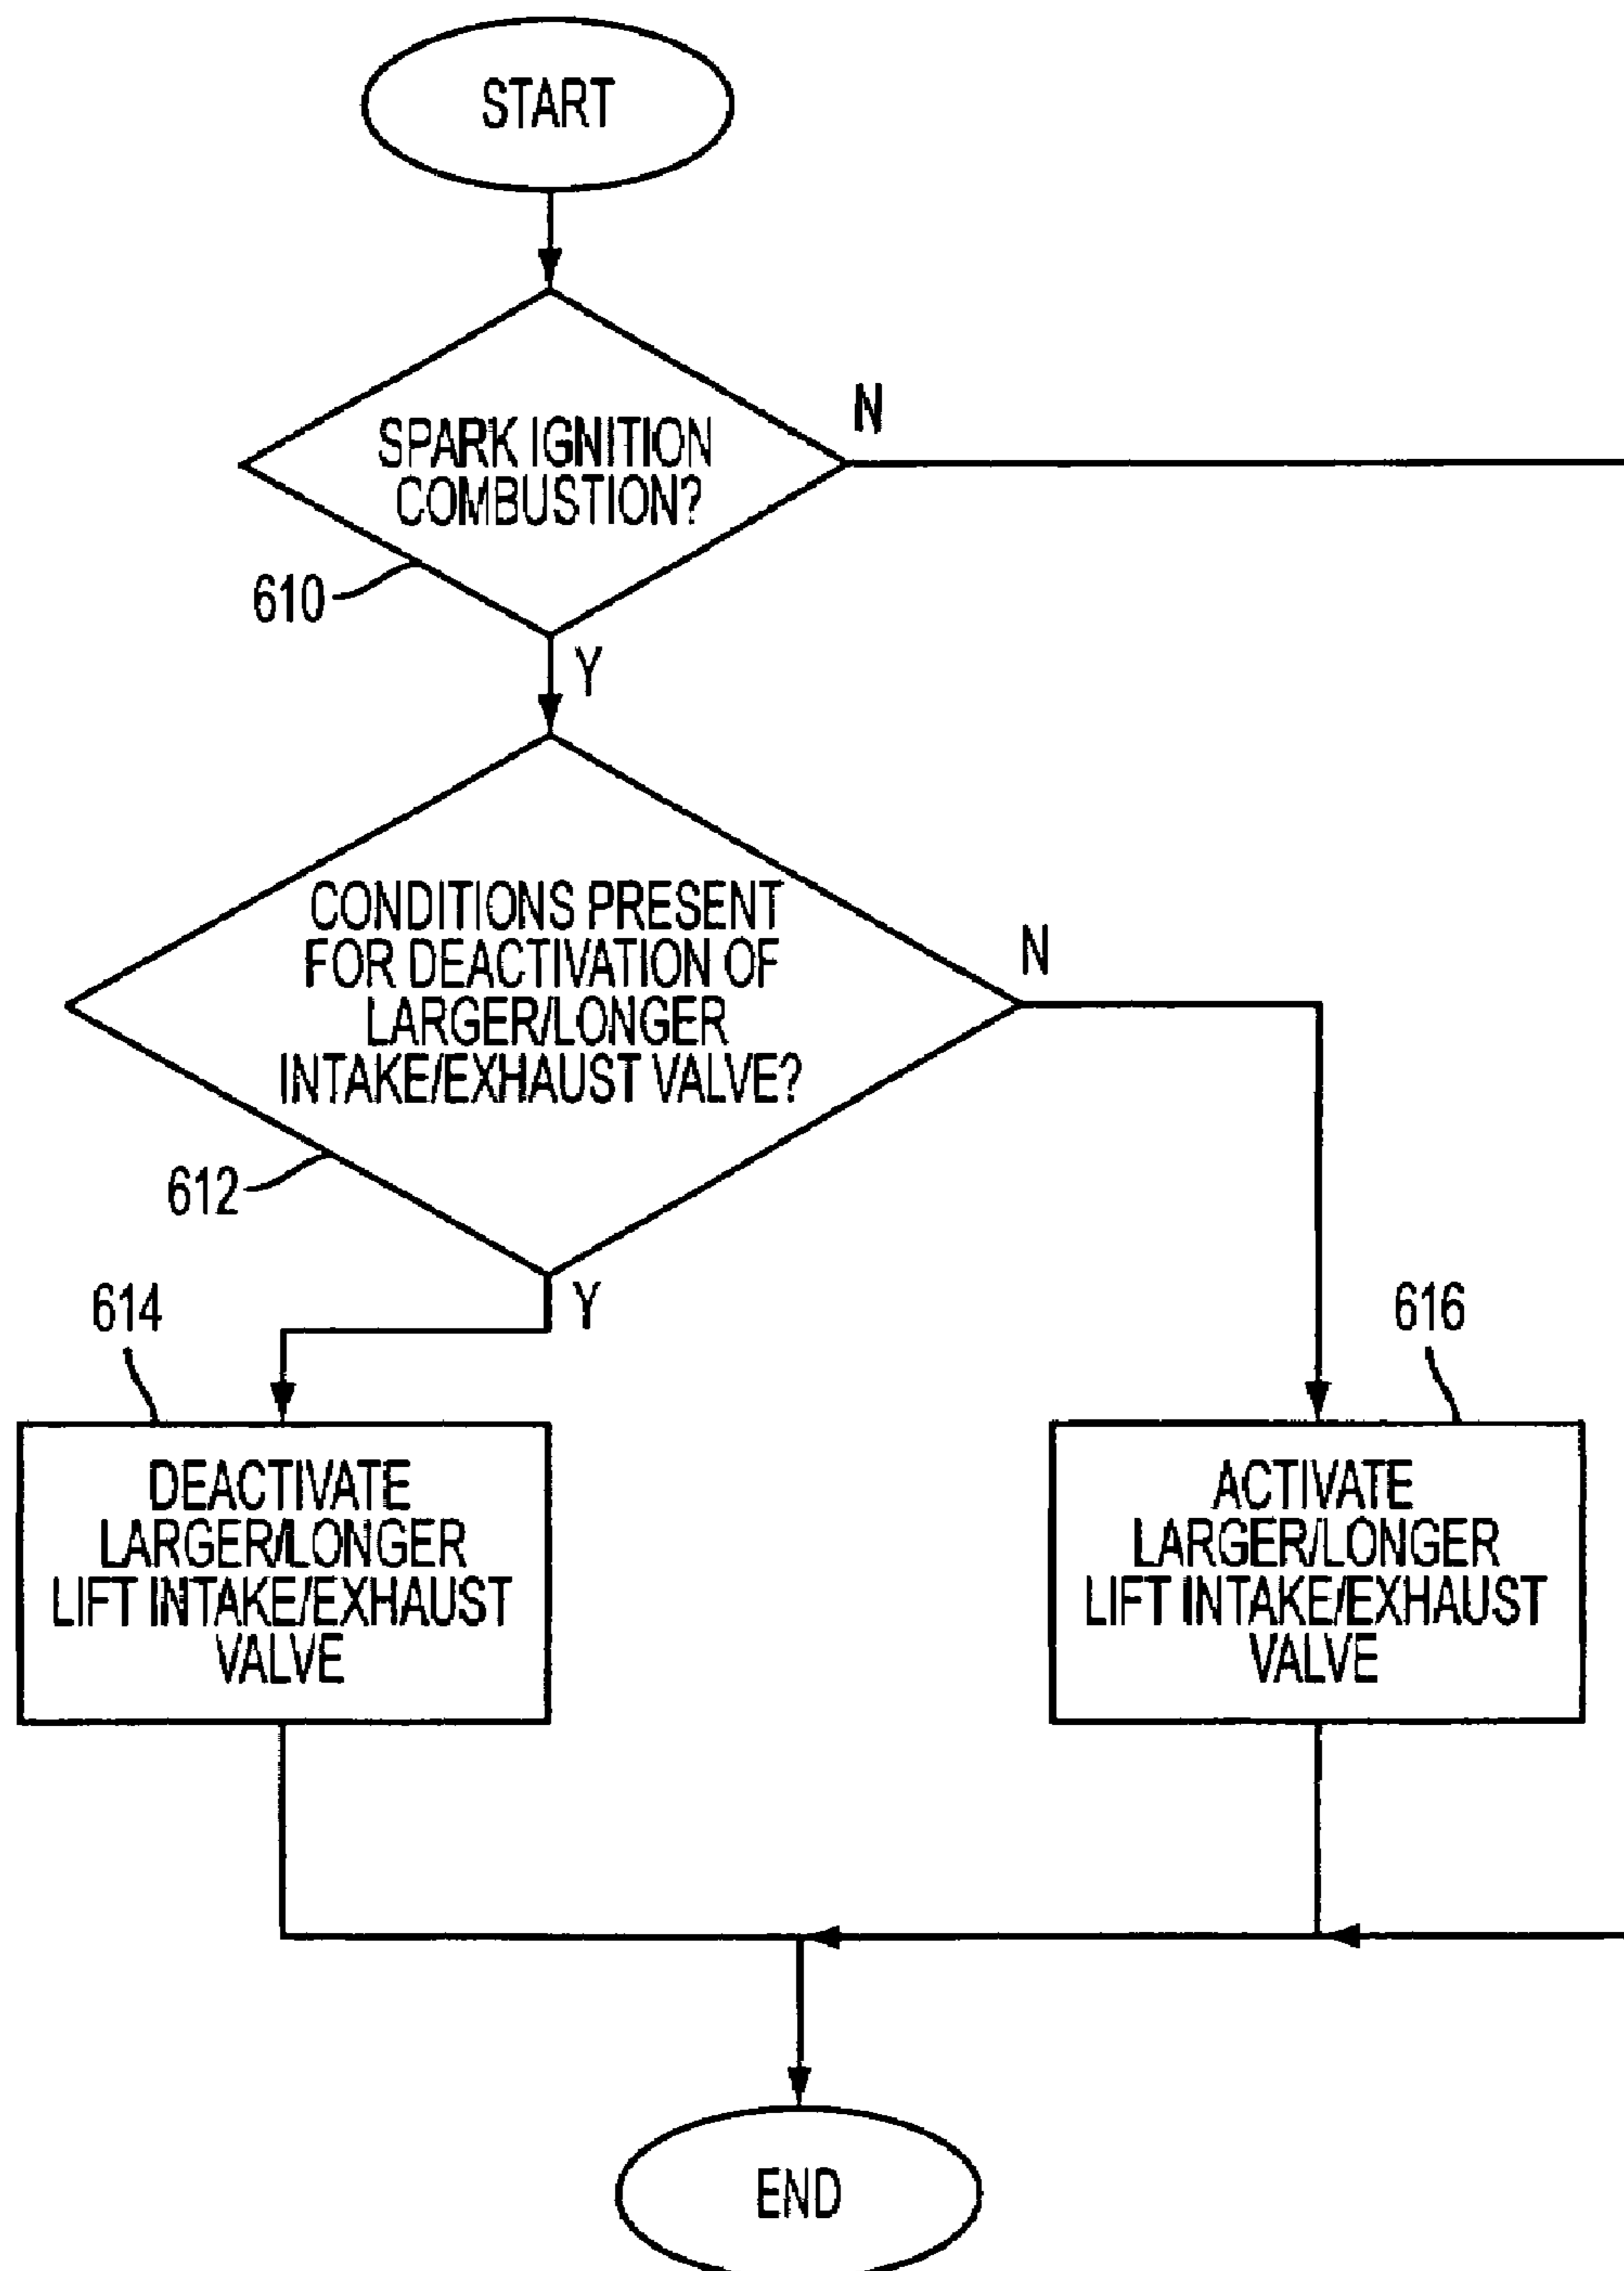 START
N
SPARK IGNITION
COMBUSTION?
610
Y
CONDITIONS PRESENT
FOR DEACTIVATION OF
LARGER/LONGER
INTAKE/EXHAUST VALVE?
N
612
Y
614
616
DEACTIVATE
LARGER/LONGER
LIFT INTAKE/EXHAUST
VALVE
ACTIVATE
LARGER/LONGER
LIFT INTAKE/EXHAUST
VALVE
END